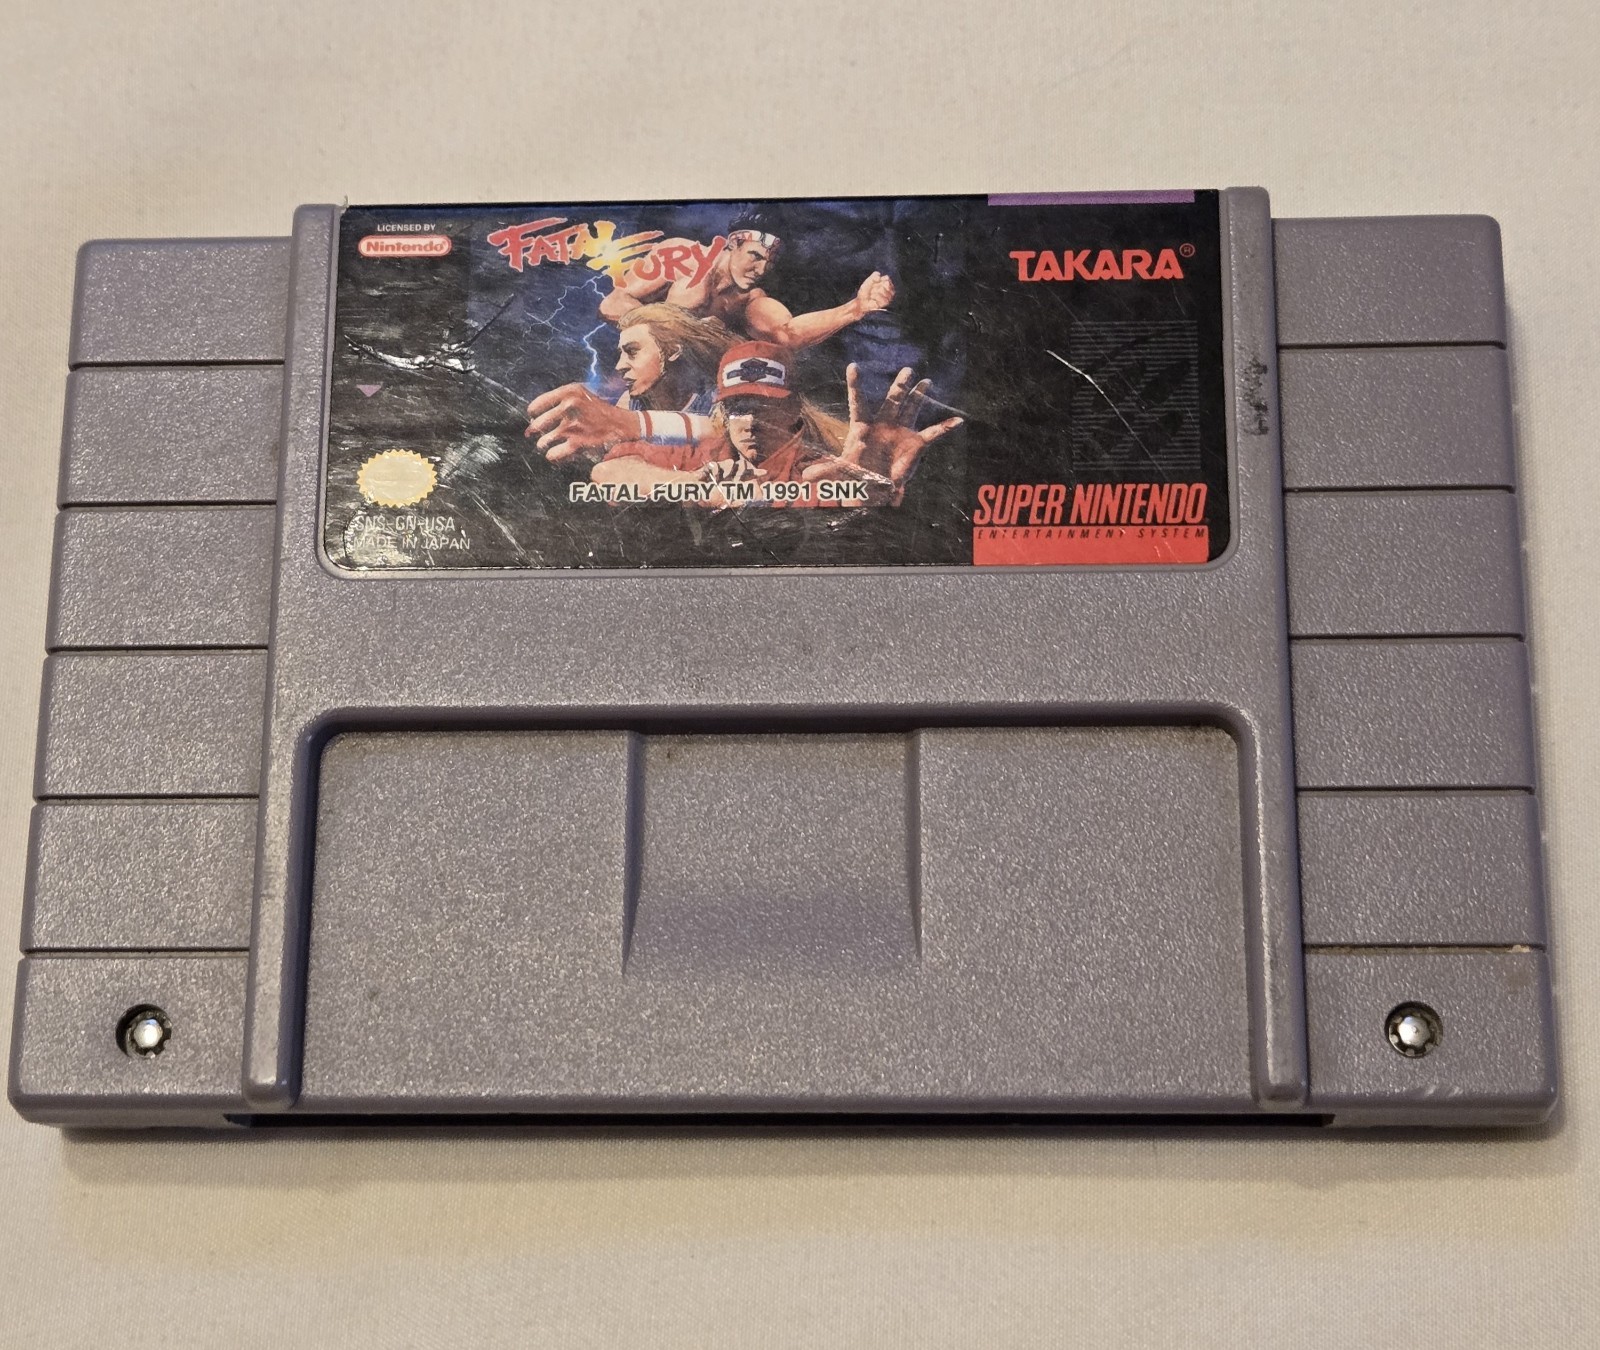 LICENSED BY
Nintendo®
FATAL FURY
TAKARA®
FATAL FURY TM 1991 SNK
SNS-GN-USA
MADE IN JAPAN
SUPER NINTENDO
ENTERTAINMENT SYSTEM